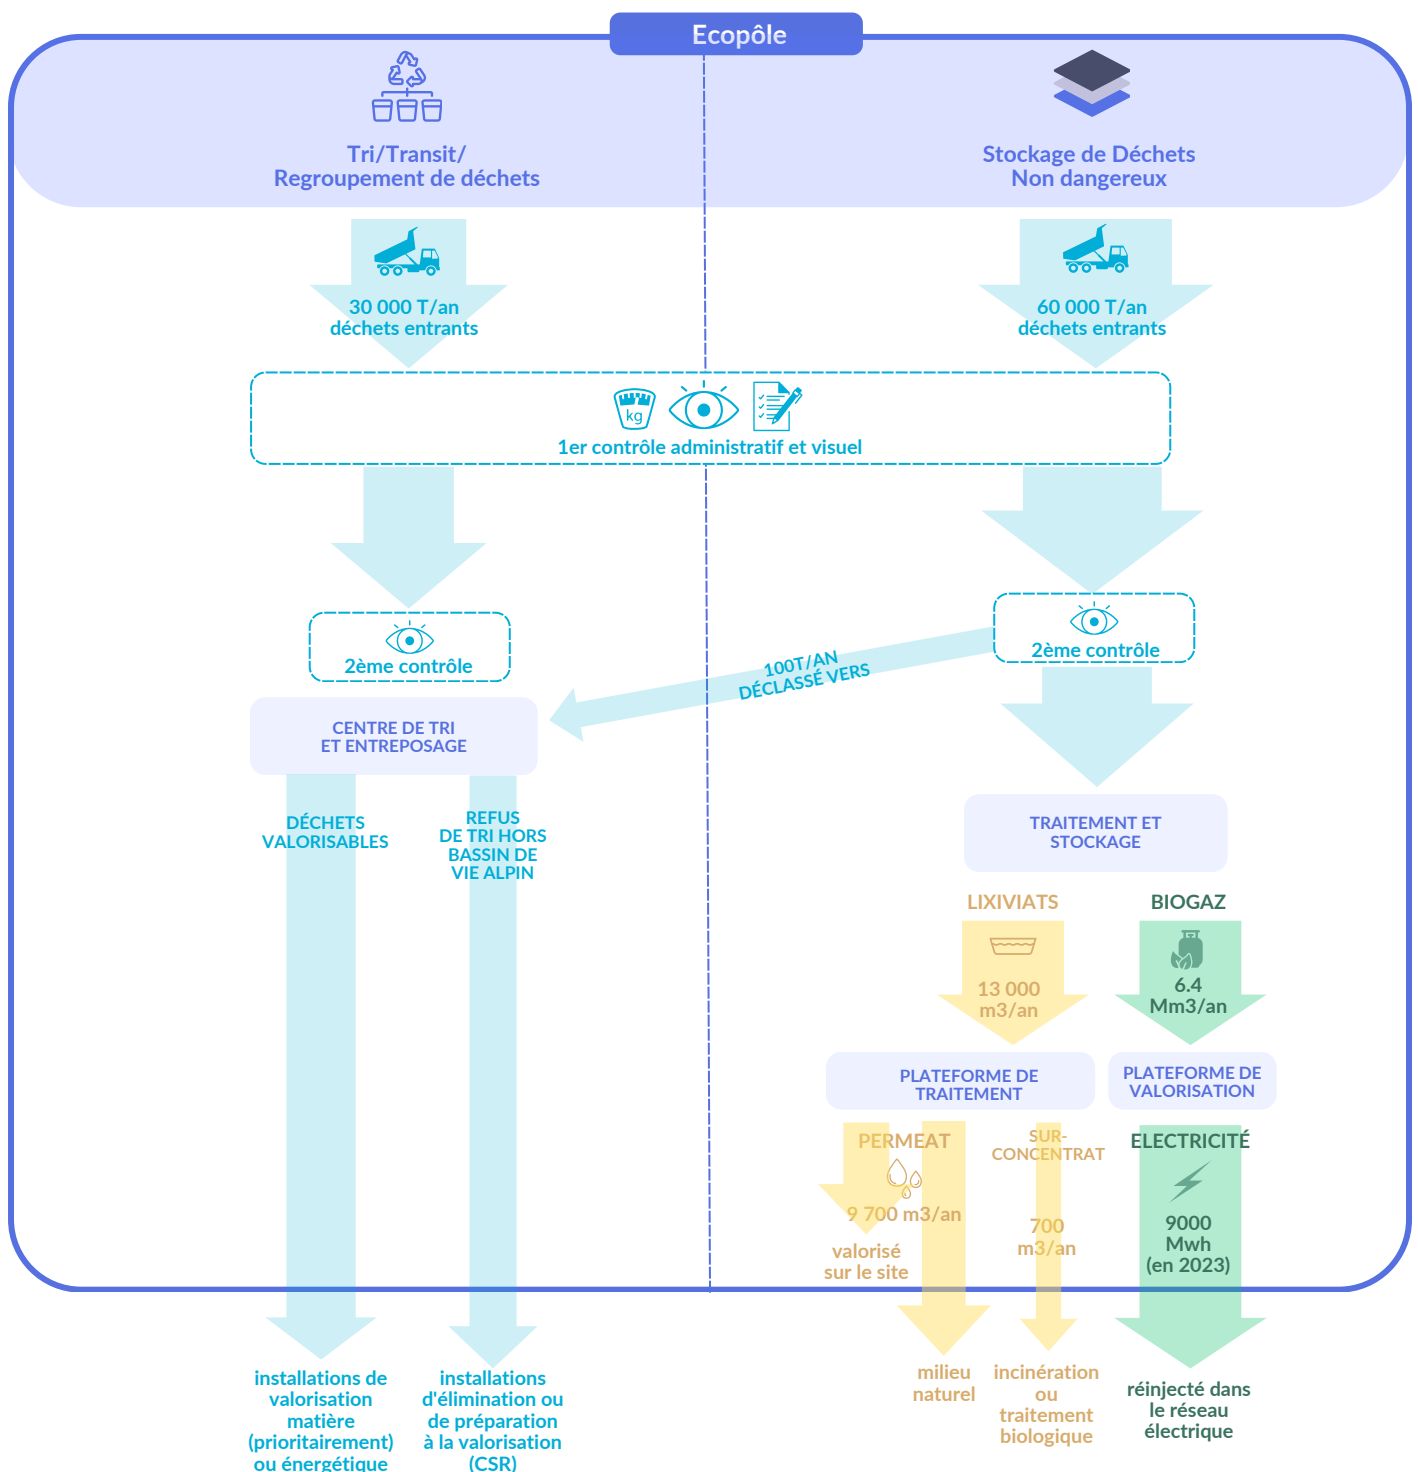 Ecopôle
Tri/Transit/
Regroupement de déchets
Stockage de Déchets
Non dangereux
30 000 T/an
déchets entrants
60 000 T/an
déchets entrants
kg
1er contrôle administratif et visuel
2ème contrôle
2ème contrôle
100T/AN
DÉCLASSÉ VERS
CENTRE DE TRI
ET ENTREPOSAGE
DÉCHETS
VALORISABLES
REFUS
DE TRI HORS
BASSIN DE
VIE ALPIN
TRAITEMENT ET
STOCKAGE
LIXIVIATS
13 000
m3/an
BIOGAZ
6.4
Mm3/an
PLATEFORME DE
TRAITEMENT
PLATEFORME DE
VALORISATION
PERMEAT
9 700 m3/an
valorisé
sur le site
SUR-
CONCENTRAT
700
m3/an
ELECTRICITÉ
9000
Mwh
(en 2023)
installations de
valorisation
matière
(prioritairement)
ou énergétique
installations
d'élimination ou
de préparation
à la valorisation
(CSR)
milieu
naturel
incinération
ou
traitement
biologique
réinjecté dans
le réseau
électrique